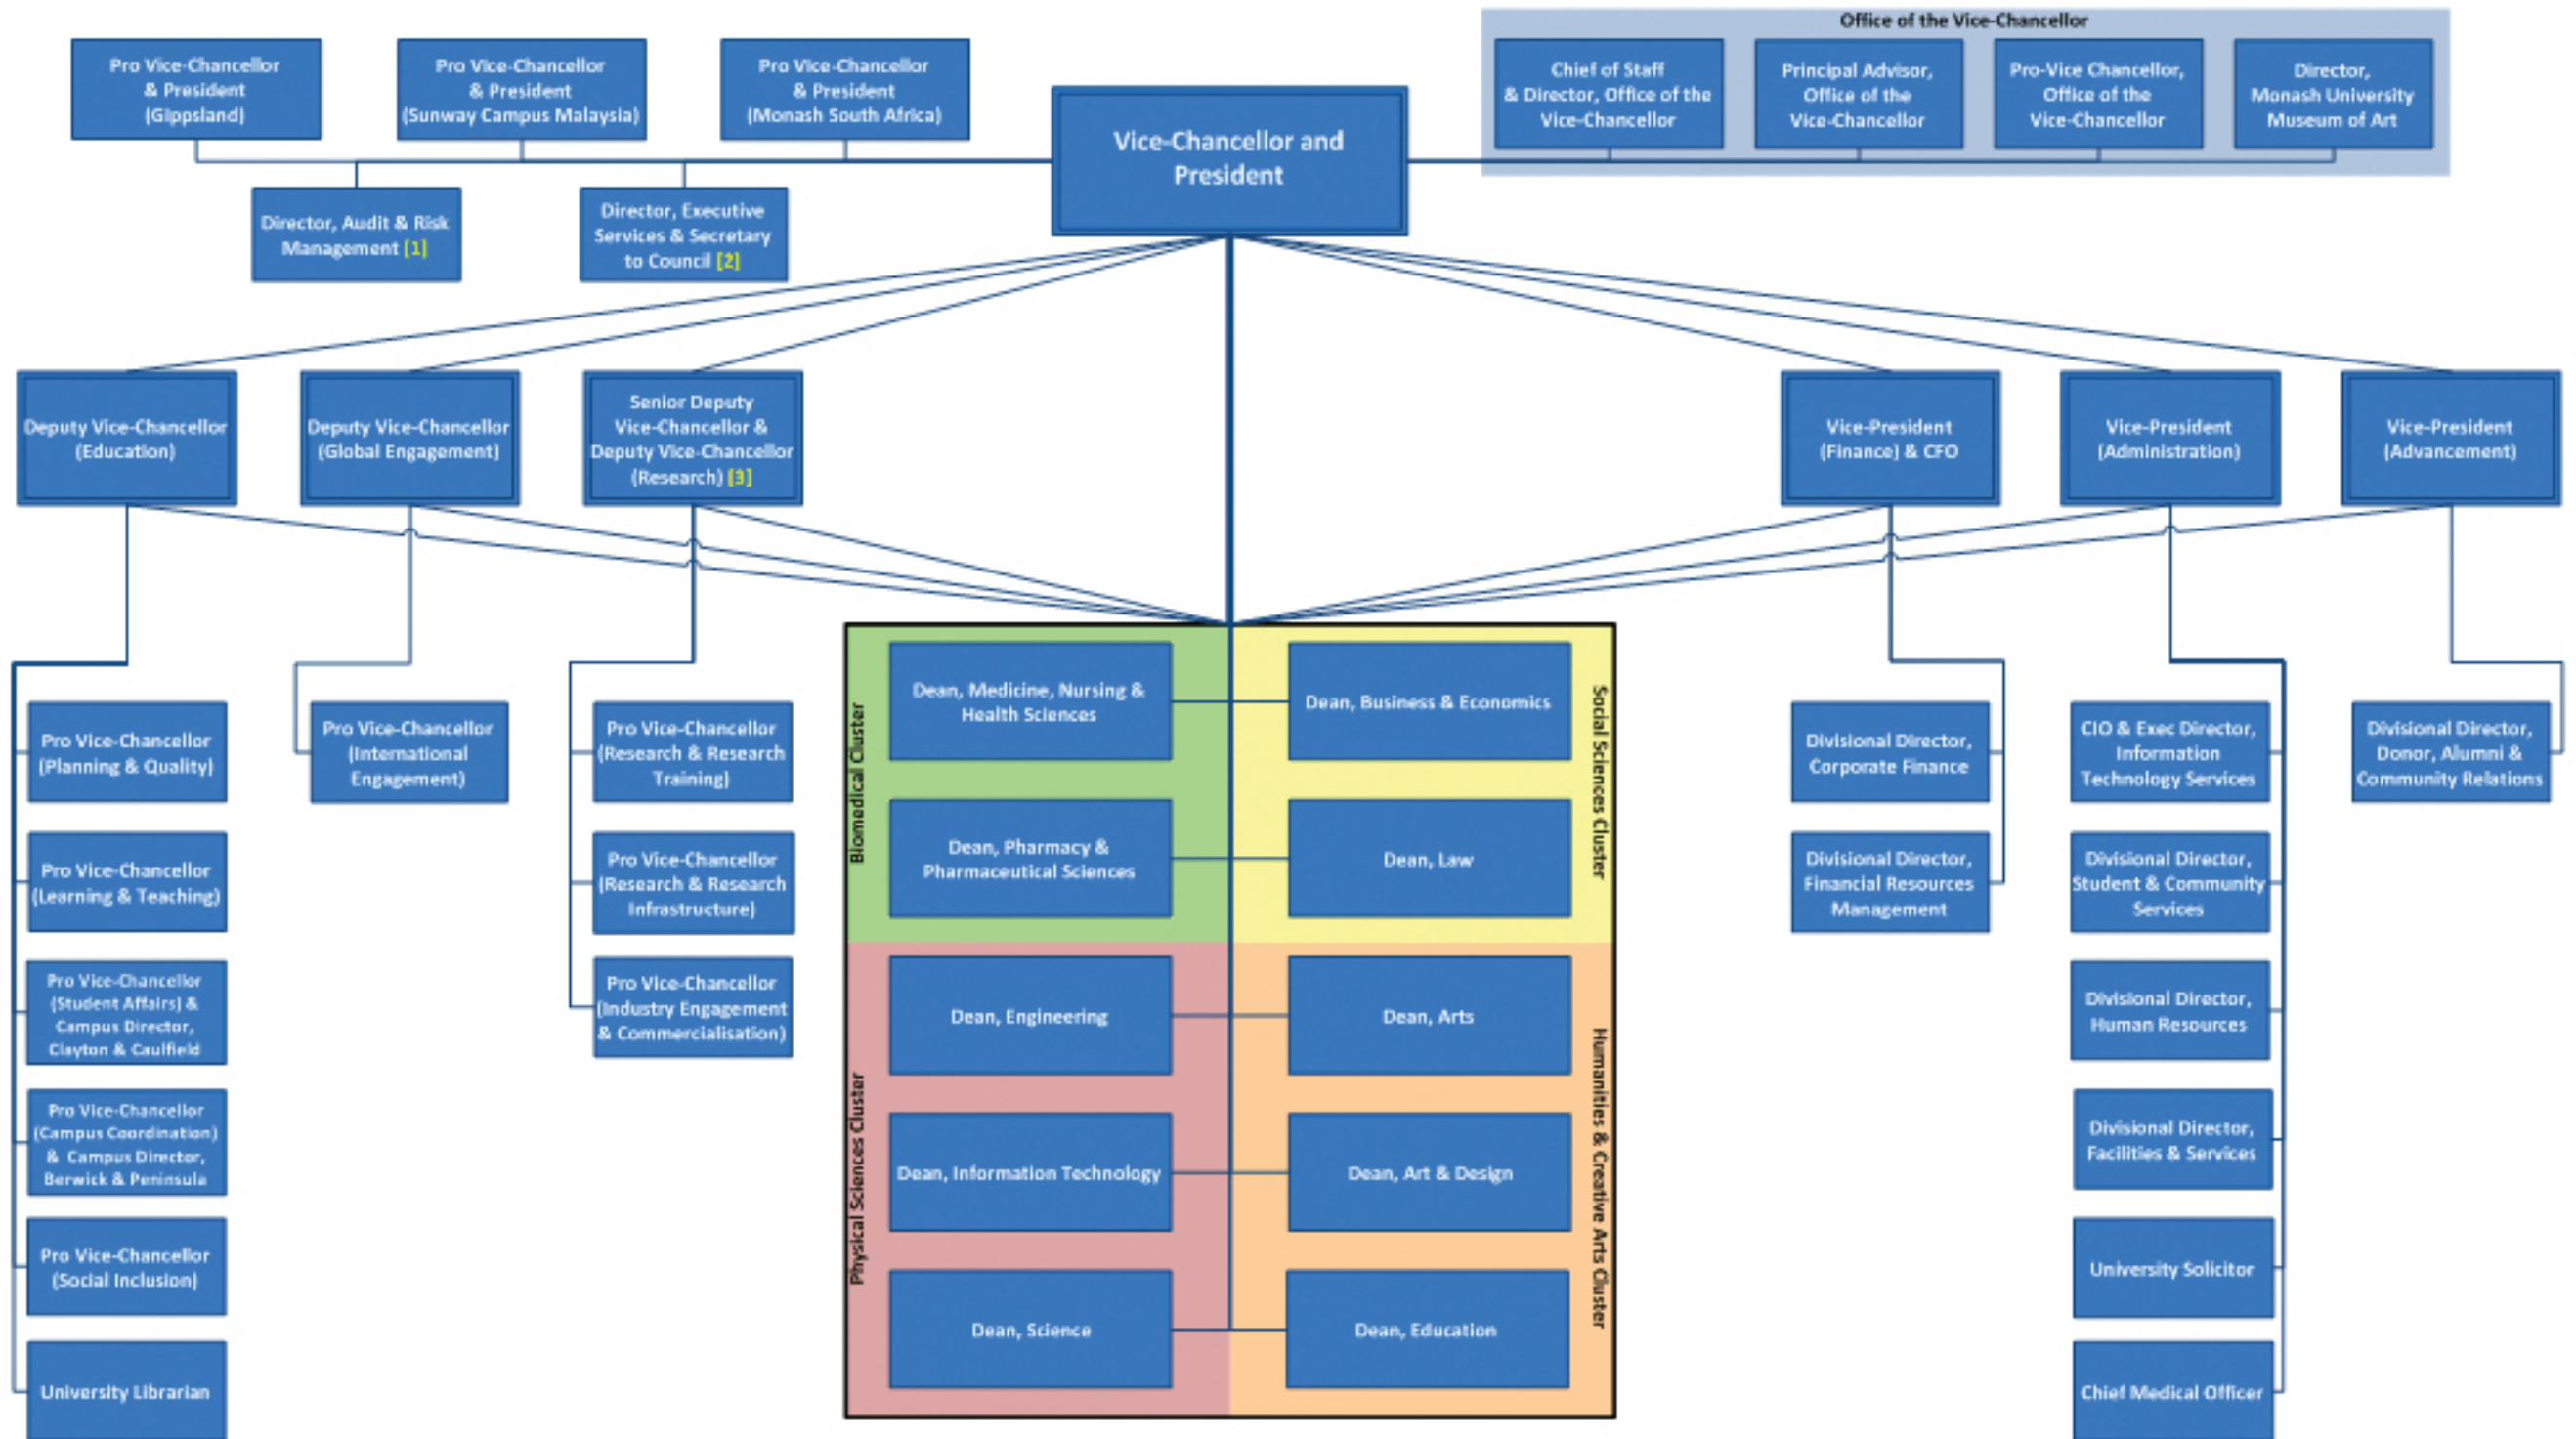 Office of the Vice-Chancellor
Pro Vice-Chancellor
& President
(Gippsland)
Pro Vice-Chancellor
& President
(Sunway Campus Malaysia)
Pro Vice-Chancellor
& President
(Monash South Africa)
Vice-Chancellor and
President
Chief of Staff
& Director, Office of the
Vice-Chancellor
Principal Advisor,
Office of the
Vice-Chancellor
Pro-Vice Chancellor,
Office of the
Vice-Chancellor
Director,
Monash University
Museum of Art
Director, Audit & Risk
Management [1]
Director, Executive
Services & Secretary
to Council [2]
Deputy Vice-Chancellor
(Education)
Deputy Vice-Chancellor
(Global Engagement)
Senior Deputy
Vice-Chancellor &
Deputy Vice-Chancellor
(Research) [3]
Vice-President
(Finance) & CFO
Vice-President
(Administration)
Vice-President
(Advancement)
Pro Vice-Chancellor
(Planning & Quality)
Pro Vice-Chancellor
(Learning & Teaching)
Pro Vice-Chancellor
(Student Affairs) &
Campus Director,
Clayton & Caulfield
Pro Vice-Chancellor
(Campus Coordination)
& Campus Director,
Berwick & Peninsula
Pro Vice-Chancellor
(Social Inclusion)
University Librarian
Pro Vice-Chancellor
(International
Engagement)
Pro Vice-Chancellor
(Research & Research
Training)
Pro Vice-Chancellor
(Research & Research
Infrastructure)
Pro Vice-Chancellor
(Industry Engagement
& Commercialisation)
Biomedical Cluster
Dean, Medicine, Nursing &
Health Sciences
Dean, Pharmacy &
Pharmaceutical Sciences
Social Sciences Cluster
Dean, Business & Economics
Dean, Law
Physical Sciences Cluster
Dean, Engineering
Dean, Information Technology
Dean, Science
Humanities & Creative Arts Cluster
Dean, Arts
Dean, Art & Design
Dean, Education
Divisional Director,
Corporate Finance
Divisional Director,
Financial Resources
Management
CIO & Exec Director,
Information
Technology Services
Divisional Director,
Student & Community
Services
Divisional Director,
Human Resources
Divisional Director,
Facilities & Services
University Solicitor
Chief Medical Officer
Divisional Director,
Donor, Alumni &
Community Relations